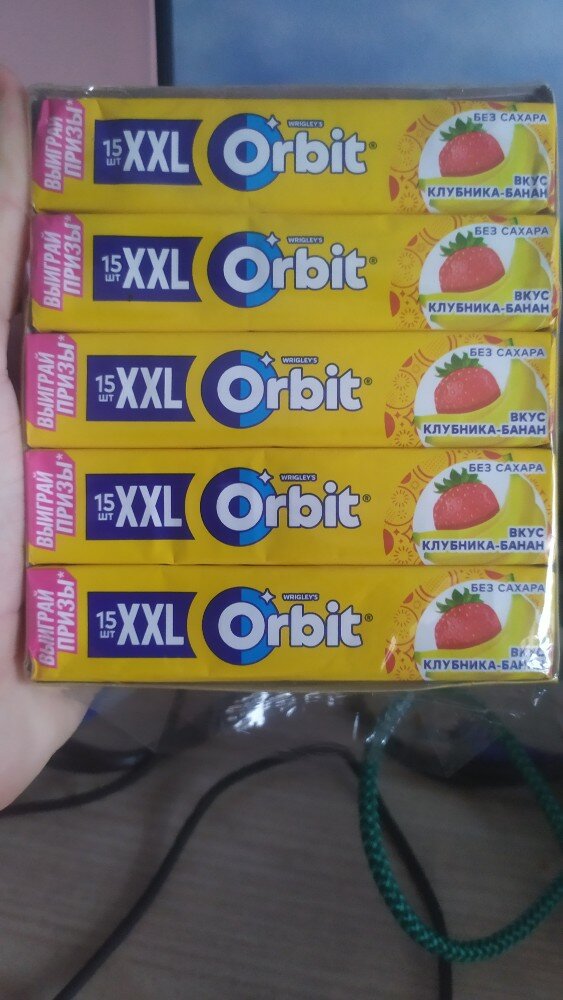 ВЫИГРАЙ
ПРИЗЫ*
15
ШТ
XXL
WRIGLEY'S
Orbit®
БЕЗ САХАРА
ВКУС
КЛУБНИКА-БАНАН
ВЫИГРАЙ
ПРИЗЫ*
15
ШТ
XXL
WRIGLEY'S
Orbit®
БЕЗ САХАРА
ВКУС
КЛУБНИКА-БАНАН
ВЫИГРАЙ
ПРИЗЫ*
15
ШТ
XXL
WRIGLEY'S
Orbit®
БЕЗ САХАРА
ВКУС
КЛУБНИКА-БАНАН
ВЫИГРАЙ
ПРИЗЫ*
15
ШТ
XXL
WRIGLEY'S
Orbit®
БЕЗ САХАРА
ВКУС
КЛУБНИКА-БАНАН
ВЫИГРАЙ
ПРИЗЫ*
15
ШТ
XXL
WRIGLEY'S
Orbit®
БЕЗ САХАРА
ВКУС
КЛУБНИКА-БАНАН